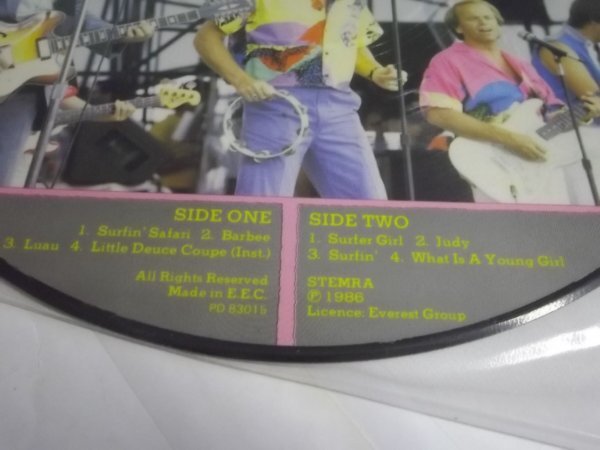 SIDE ONE
1. Surfin' Safari 2. Barbee
3. Luau 4. Little Deuce Coupe (Inst.)
All Rights Reserved
Made in E.E.C.
PD 83015
SIDE TWO
1. Surfer Girl 2. Judy
3. Surfin' 4. What Is A Young Girl
STEMRA
℗ 1986
Licence: Everest Group